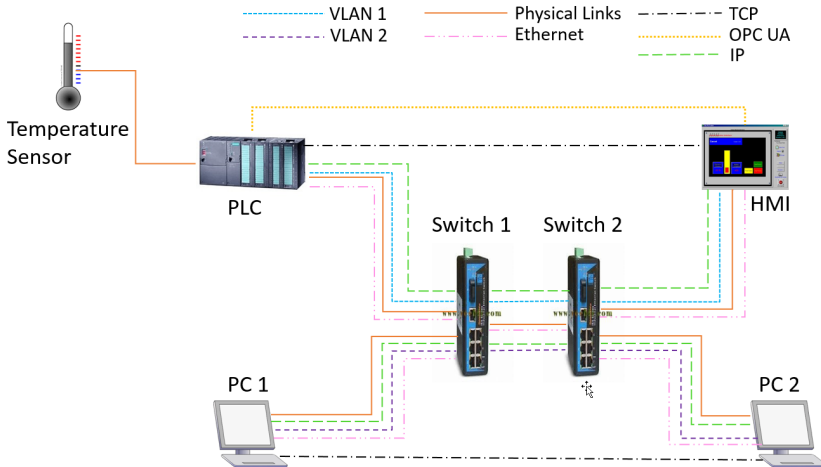 VLAN 1
Physical Links
TCP
VLAN 2
Ethernet
OPC UA
IP
Temperature
Sensor
PLC
HMI
Switch 1
Switch 2
PC 1
PC 2